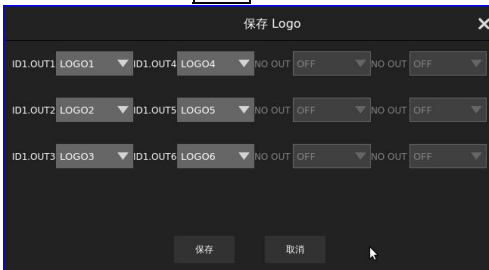 保存 Logo
ID1.OUT1 LOGO1 ID1.OUT4 LOGO4 NO OUT OFF NO OUT OFF
ID1.OUT2 LOGO2 ID1.OUT5 LOGO5 NO OUT OFF NO OUT OFF
ID1.OUT3 LOGO3 ID1.OUT6 LOGO6 NO OUT OFF NO OUT OFF
保存 取消